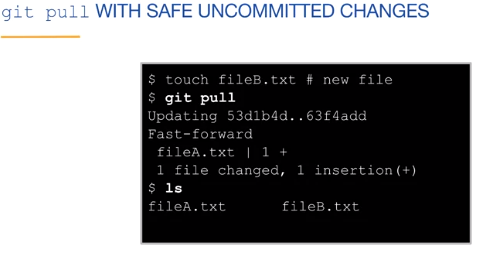 git pull WITH SAFE UNCOMMITTED CHANGES
$ touch fileB.txt # new file
$ git pull
Updating 53d1b4d..63f4add
Fast-forward
fileA.txt | 1 +
1 file changed, 1 insertion(+)
$ ls
fileA.txt fileB.txt